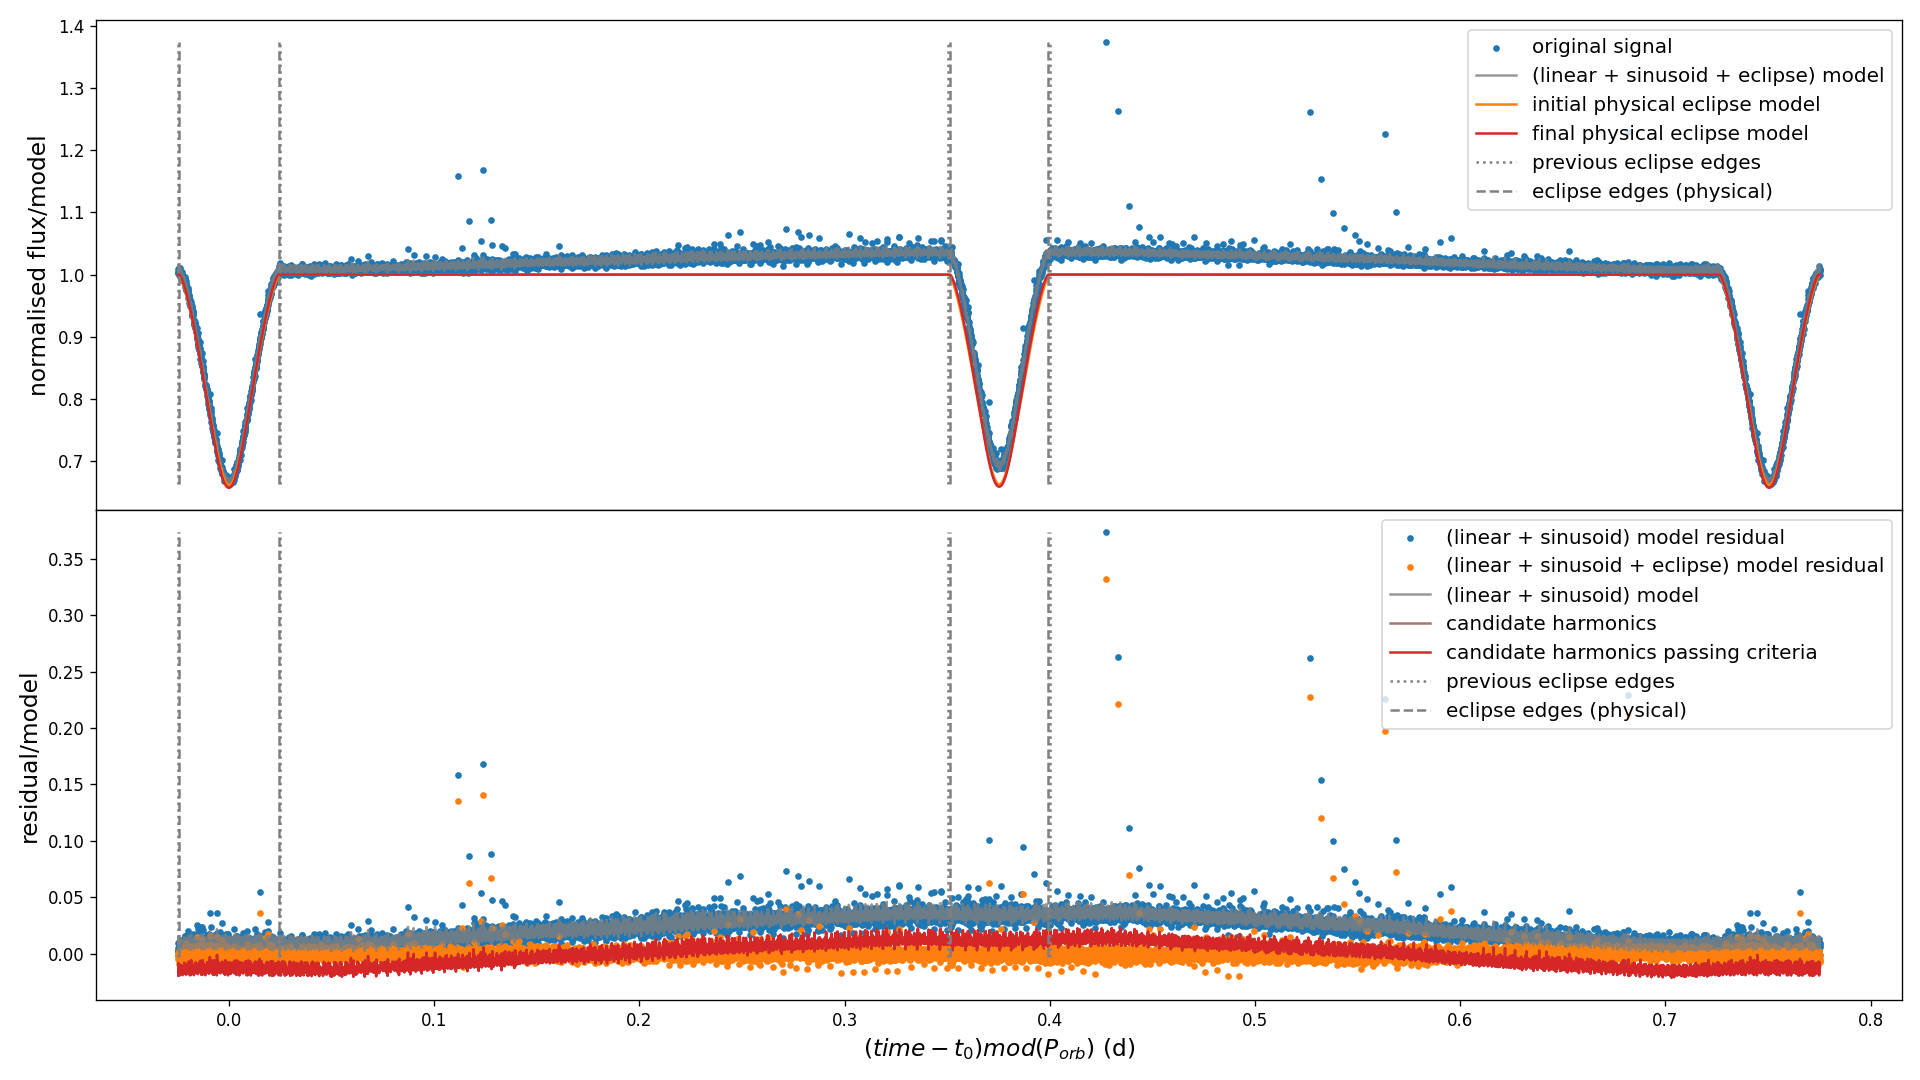 1.4
1.3
1.2
1.1
1.0
0.9
0.8
0.7
normalised flux/model
original signal
(linear + sinusoid + eclipse) model
initial physical eclipse model
final physical eclipse model
previous eclipse edges
eclipse edges (physical)
0.35
0.30
0.25
0.20
0.15
0.10
0.05
0.00
residual/model
(linear + sinusoid) model residual
(linear + sinusoid + eclipse) model residual
(linear + sinusoid) model
candidate harmonics
candidate harmonics passing criteria
previous eclipse edges
eclipse edges (physical)
0.0 0.1 0.2 0.3 0.4 0.5 0.6 0.7 0.8
(time − t₀)mod(P_orb) (d)